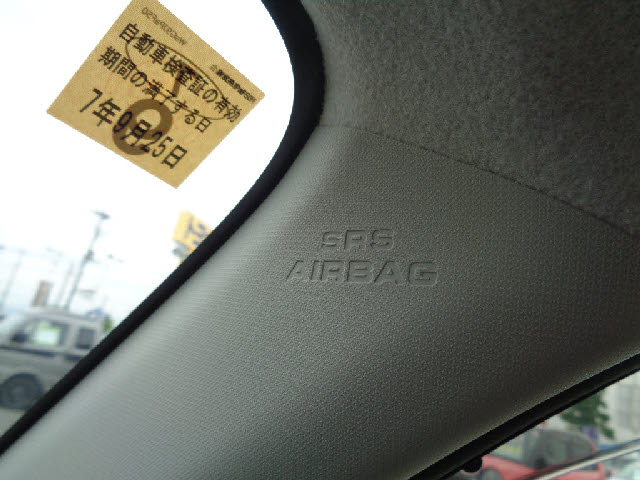 自動車検査証の有効
期間の満了する日
7年9月25日
SRS
AIRBAG